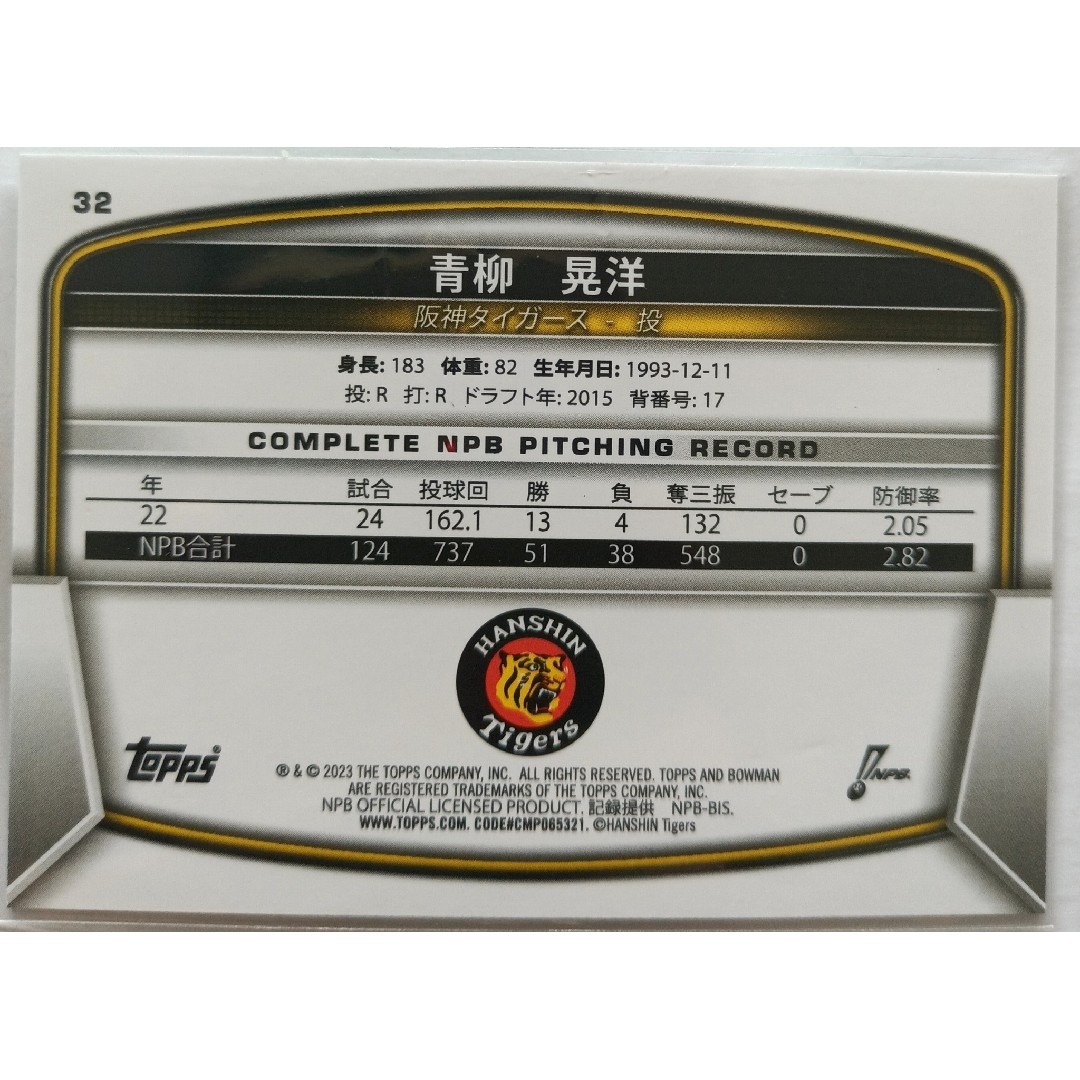 32
青柳 晃洋
阪神タイガース - 投
身長: 183 体重: 82 生年月日: 1993-12-11
投: R 打: R ドラフト年: 2015 背番号: 17
COMPLETE NPB PITCHING RECORD
年 試合 投球回 勝 負 奪三振 セーブ 防御率
22 24 162.1 13 4 132 0 2.05
NPB合計 124 737 51 38 548 0 2.82
HANSHIN
Tigers
topps®
® & © 2023 THE TOPPS COMPANY, INC. ALL RIGHTS RESERVED. TOPPS AND BOWMAN
ARE REGISTERED TRADEMARKS OF THE TOPPS COMPANY, INC.
NPB OFFICIAL LICENSED PRODUCT. 記録提供 NPB-BIS.
WWW.TOPPS.COM. CODE#CMP065321. ©HANSHIN Tigers
NPB.